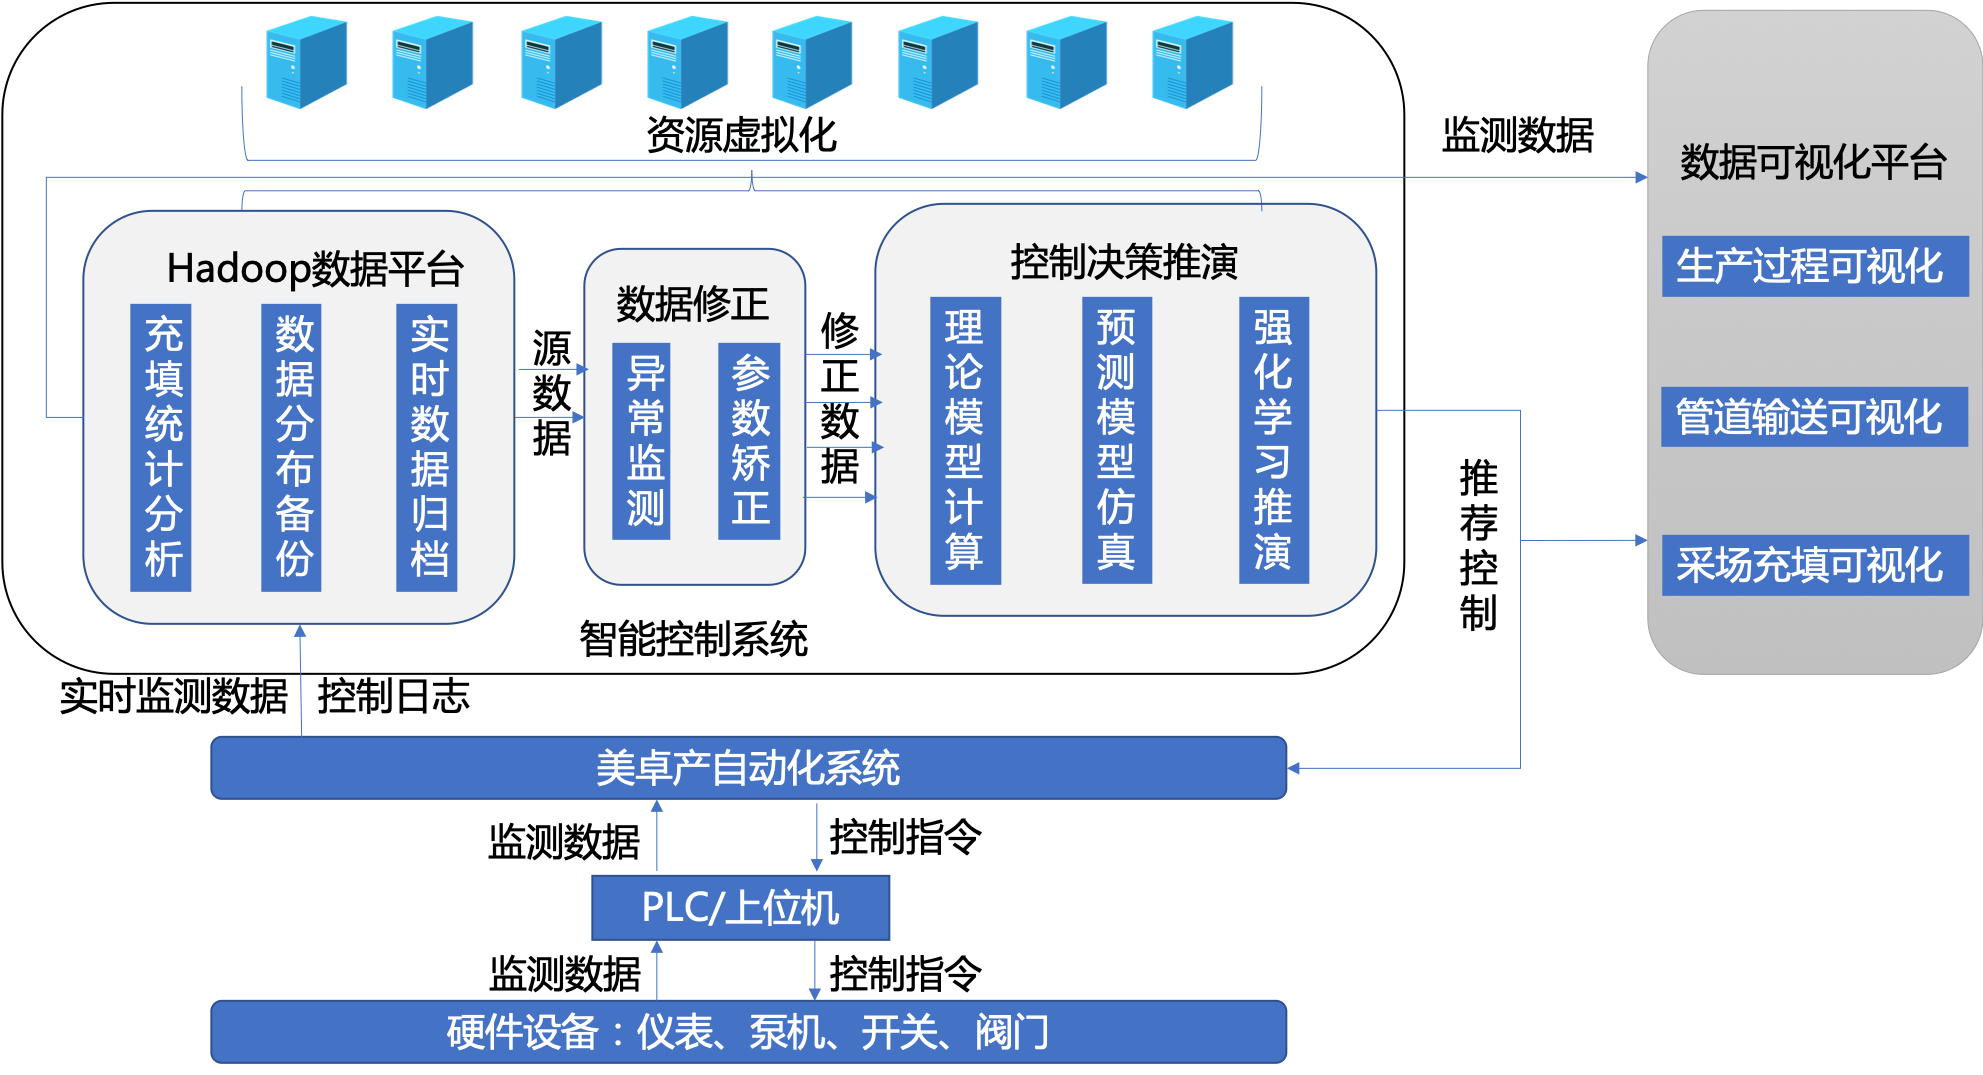 资源虚拟化
监测数据
数据可视化平台
生产过程可视化
管道输送可视化
采场充填可视化
Hadoop数据平台
充填统计分析
数据分布备份
实时数据归档
源数据
数据修正
异常监测
参数矫正
修正数据
控制决策推演
理论模型计算
预测模型仿真
强化学习推演
推荐控制
智能控制系统
实时监测数据
控制日志
美卓产自动化系统
监测数据
控制指令
PLC/上位机
监测数据
控制指令
硬件设备：仪表、泵机、开关、阀门